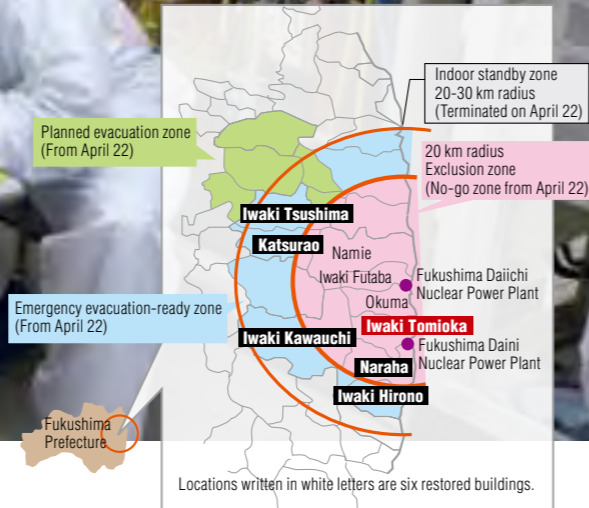 Indoor standby zone
20-30 km radius
(Terminated on April 22)
Planned evacuation zone
(From April 22)
20 km radius
Exclusion zone
(No-go zone from April 22)
Iwaki Tsushima
Katsurao
Namie
Iwaki Futaba
Fukushima Daiichi
Nuclear Power Plant
Okuma
Emergency evacuation-ready zone
(From April 22)
Iwaki Tomioka
Iwaki Kawauchi
Fukushima Daini
Nuclear Power Plant
Naraha
Iwaki Hirono
Fukushima
Prefecture
Locations written in white letters are six restored buildings.